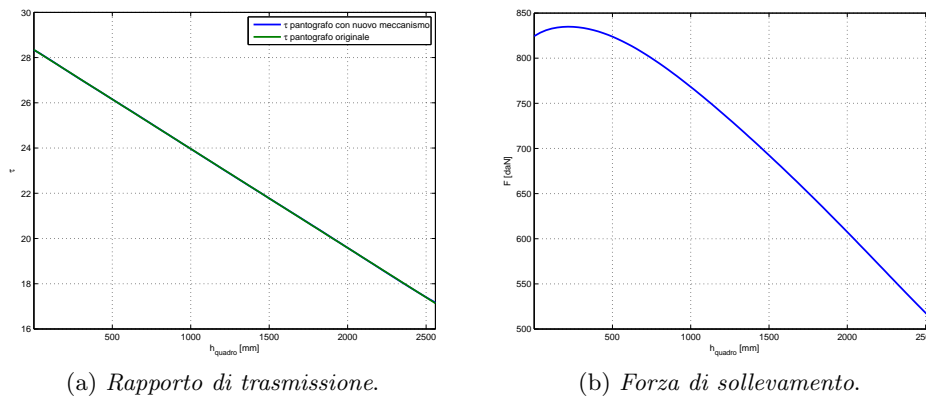 τ pantografo con nuovo meccanismo
τ pantografo originale
30
28
26
24
22
20
18
16
τ
500 1000 1500 2000 2500
h_quadro [mm]
(a) Rapporto di trasmissione.
850
800
750
700
650
600
550
500
F [daN]
500 1000 1500 2000 2500
h_quadro [mm]
(b) Forza di sollevamento.